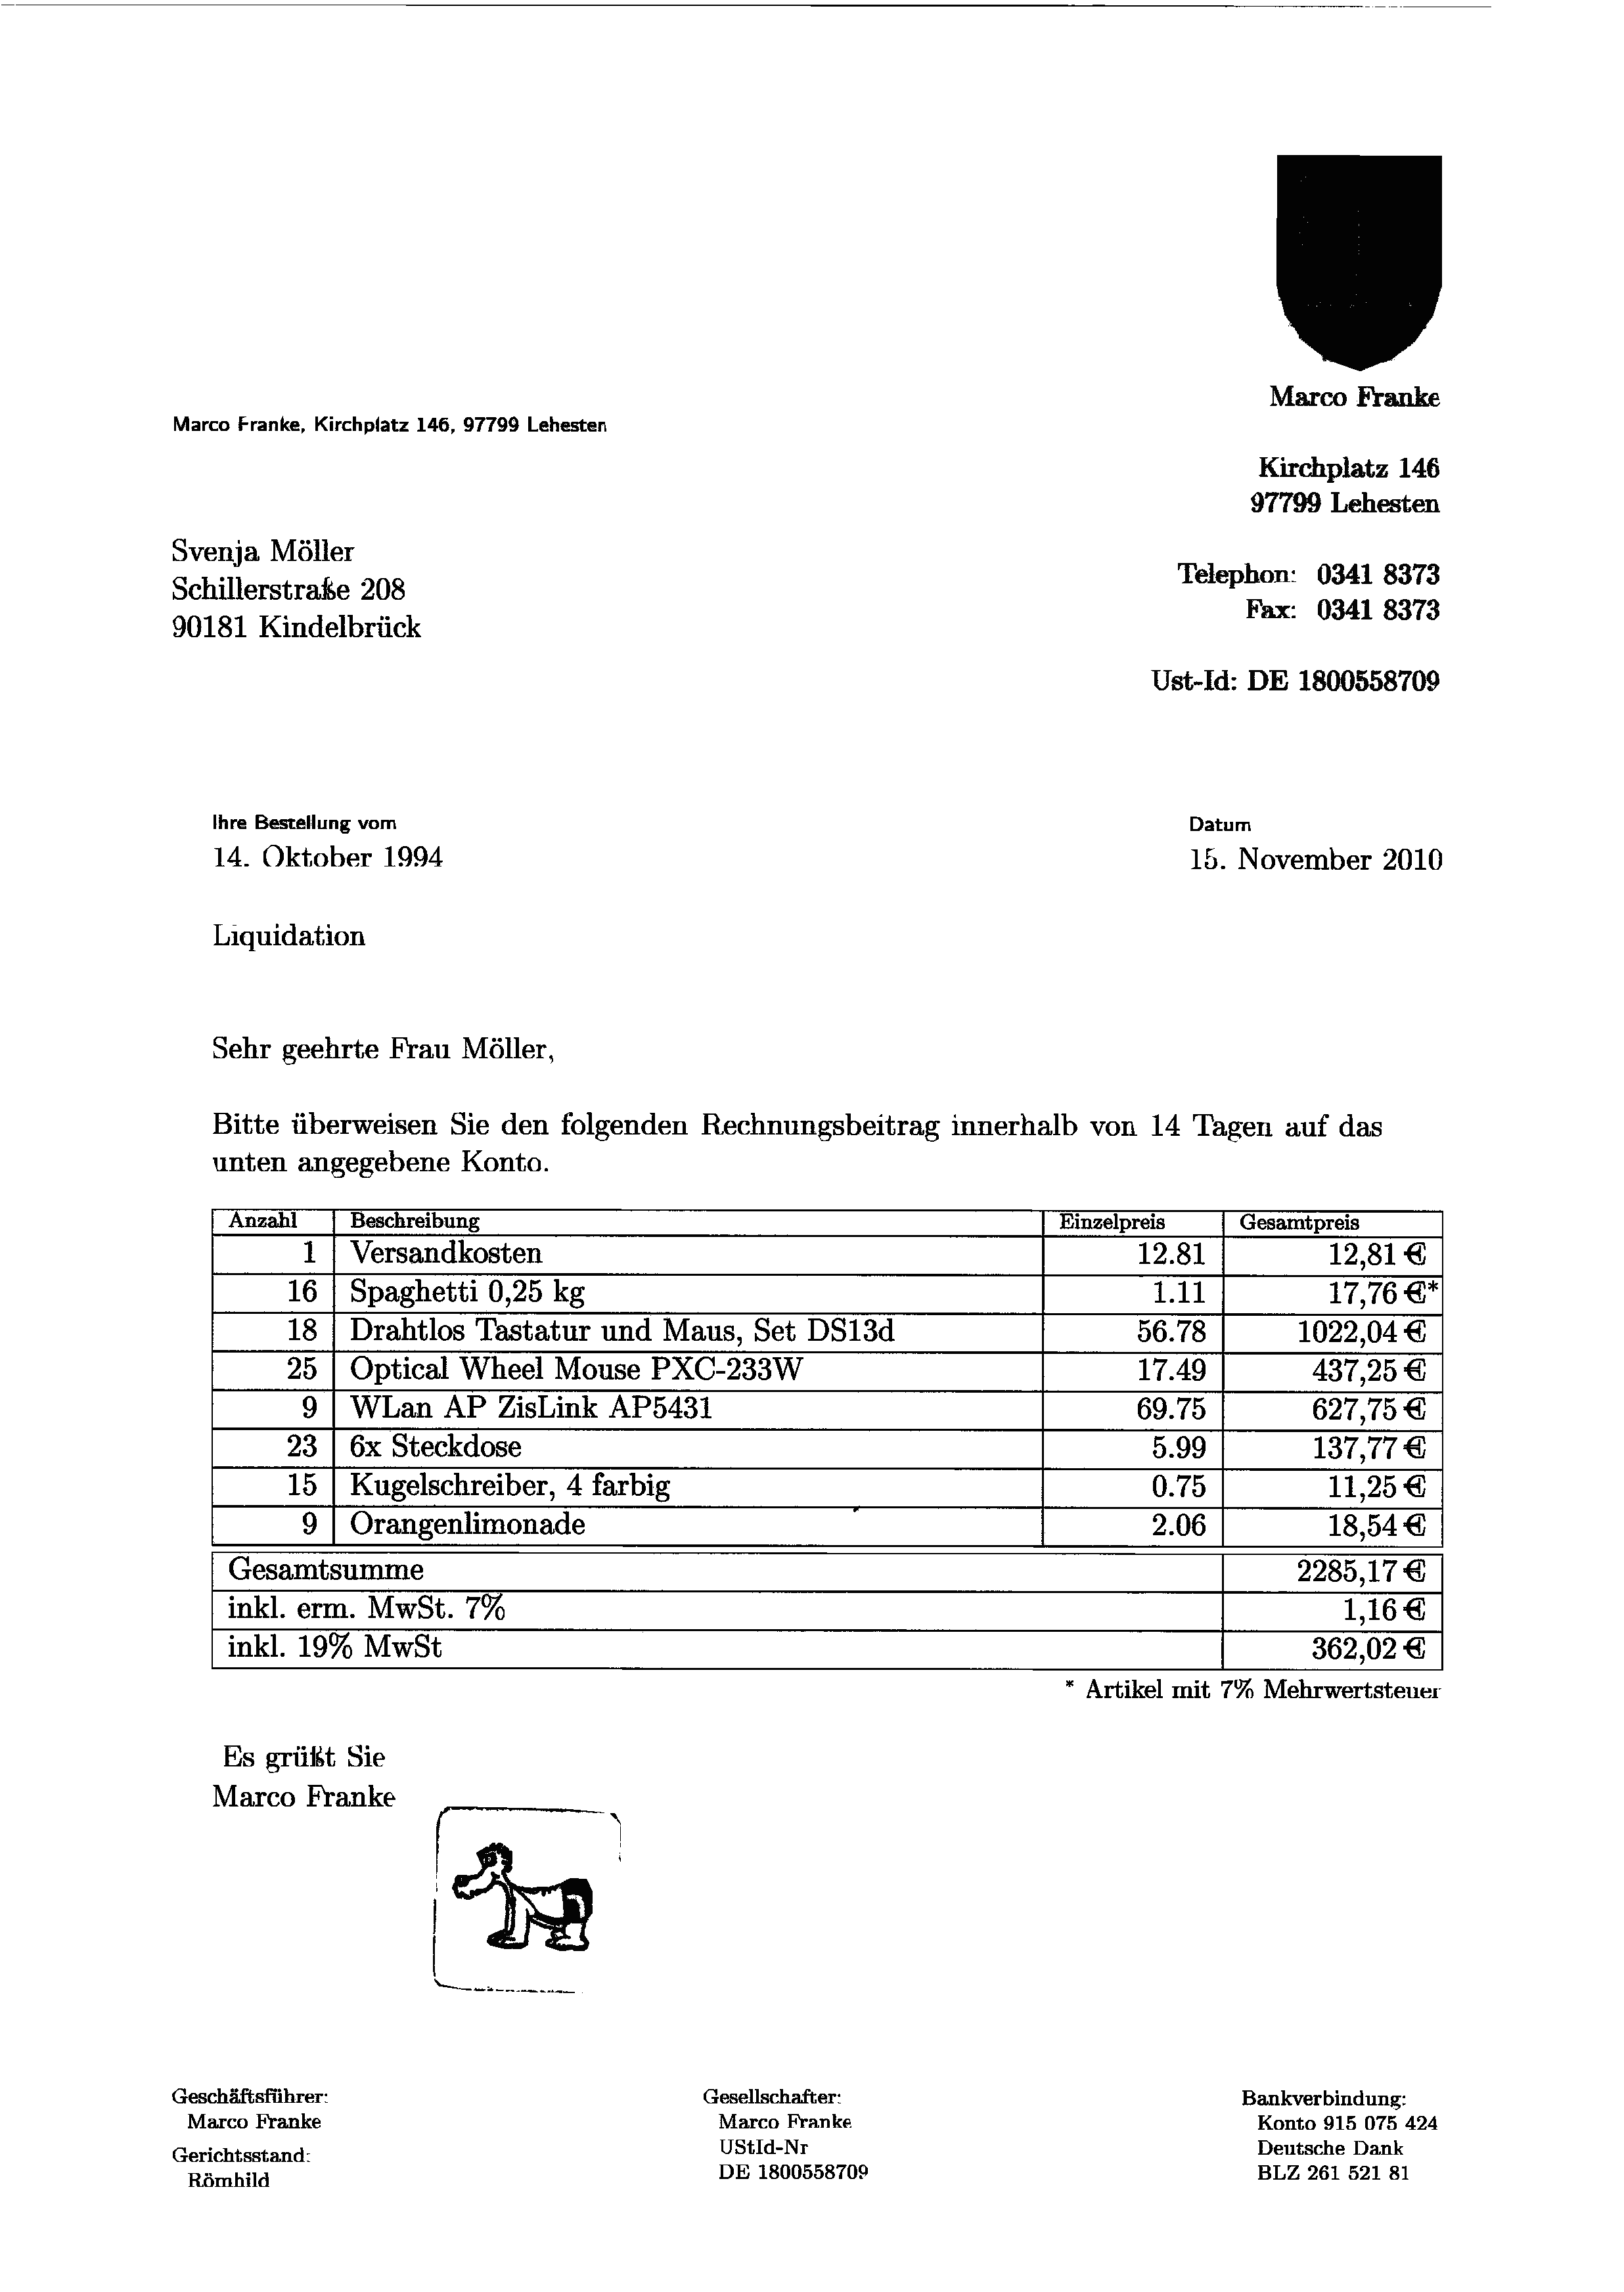 Marco Franke
Marco Franke, Kirchplatz 146, 97799 Lehesten
Kirchplatz 146
97799 Lehesten
Svenja Möller
Schillerstraße 208
90181 Kindelbrück
Telephon: 0341 8373
Fax: 0341 8373
Ust-Id: DE 1800558709
Ihre Bestellung vom Datum
14. Oktober 1994 15. November 2010
Liquidation
Sehr geehrte Frau Möller,
Bitte überweisen Sie den folgenden Rechnungsbeitrag innerhalb von 14 Tagen auf das
unten angegebene Konto.
Anzahl Beschreibung Einzelpreis Gesamtpreis
1 Versandkosten 12.81 12,81 €
16 Spaghetti 0,25 kg 1.11 17,76 €*
18 Drahtlos Tastatur und Maus, Set DS13d 56.78 1022,04 €
25 Optical Wheel Mouse PXC-233W 17.49 437,25 €
9 WLan AP ZisLink AP5431 69.75 627,75 €
23 6x Steckdose 5.99 137,77 €
15 Kugelschreiber, 4 farbig 0.75 11,25 €
9 Orangenlimonade 2.06 18,54 €
Gesamtsumme 2285,17 €
inkl. erm. MwSt. 7% 1,16 €
inkl. 19% MwSt 362,02 €
* Artikel mit 7% Mehrwertsteuer
Es grüßt Sie
Marco Franke
Geschäftsführer:
Marco Franke
Gerichtsstand:
Römhild
Gesellschafter:
Marco Franke
UStId-Nr
DE 1800558709
Bankverbindung:
Konto 915 075 424
Deutsche Dank
BLZ 261 521 81